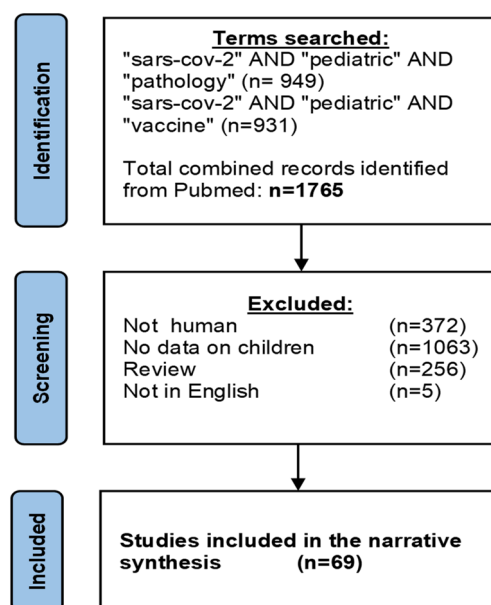 Identification
Terms searched:
"sars-cov-2" AND "pediatric" AND
"pathology" (n= 949)
"sars-cov-2" AND "pediatric" AND
"vaccine" (n=931)
Total combined records identified
from Pubmed: n=1765
Screening
Excluded:
Not human (n=372)
No data on children (n=1063)
Review (n=256)
Not in English (n=5)
Included
Studies included in the narrative
synthesis (n=69)